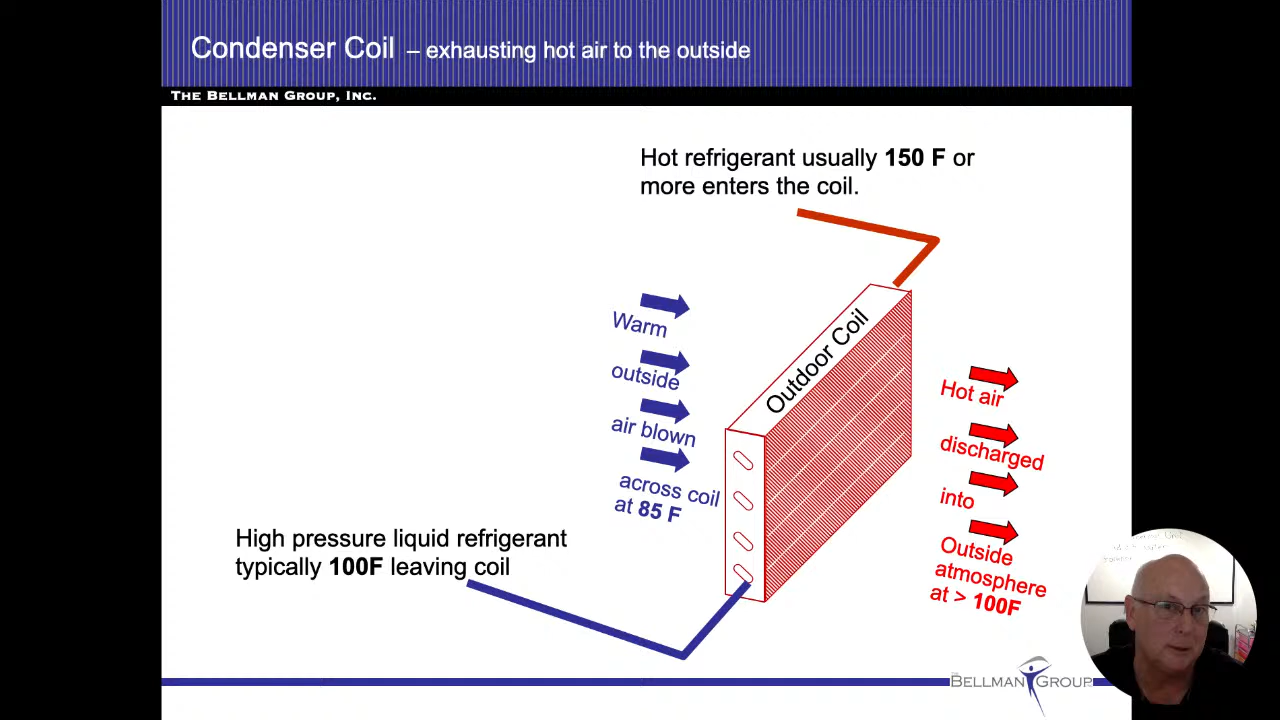 Condenser Coil – exhausting hot air to the outside
THE BELLMAN GROUP, INC.
Hot refrigerant usually 150 F or
more enters the coil.
Warm
outside
air blown
across coil
at 85 F
Outdoor Coil
Hot air
discharged
into
Outside
atmosphere
at > 100F
High pressure liquid refrigerant
typically 100F leaving coil
THE BELLMAN GROUP